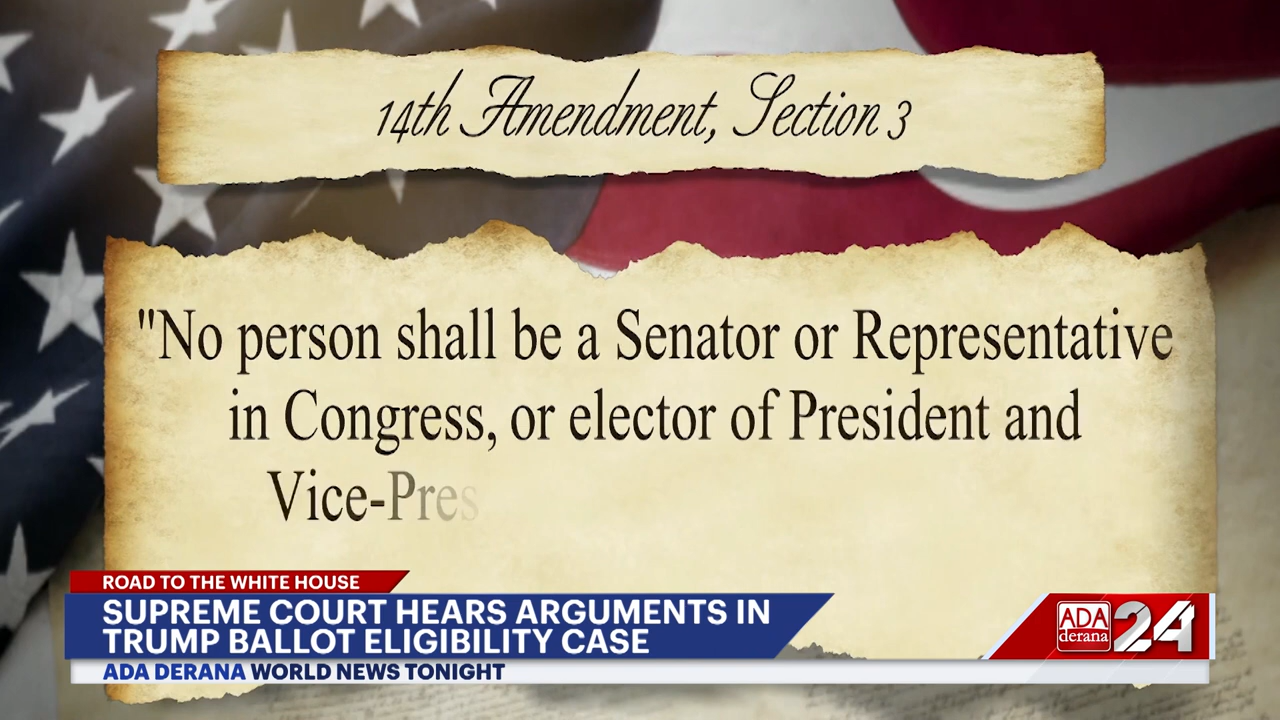 14th Amendment, Section 3
"No person shall be a Senator or Representative
in Congress, or elector of President and
Vice-Pres
ROAD TO THE WHITE HOUSE
SUPREME COURT HEARS ARGUMENTS IN
TRUMP BALLOT ELIGIBILITY CASE
ADA DERANA WORLD NEWS TONIGHT
ADA
derana
24